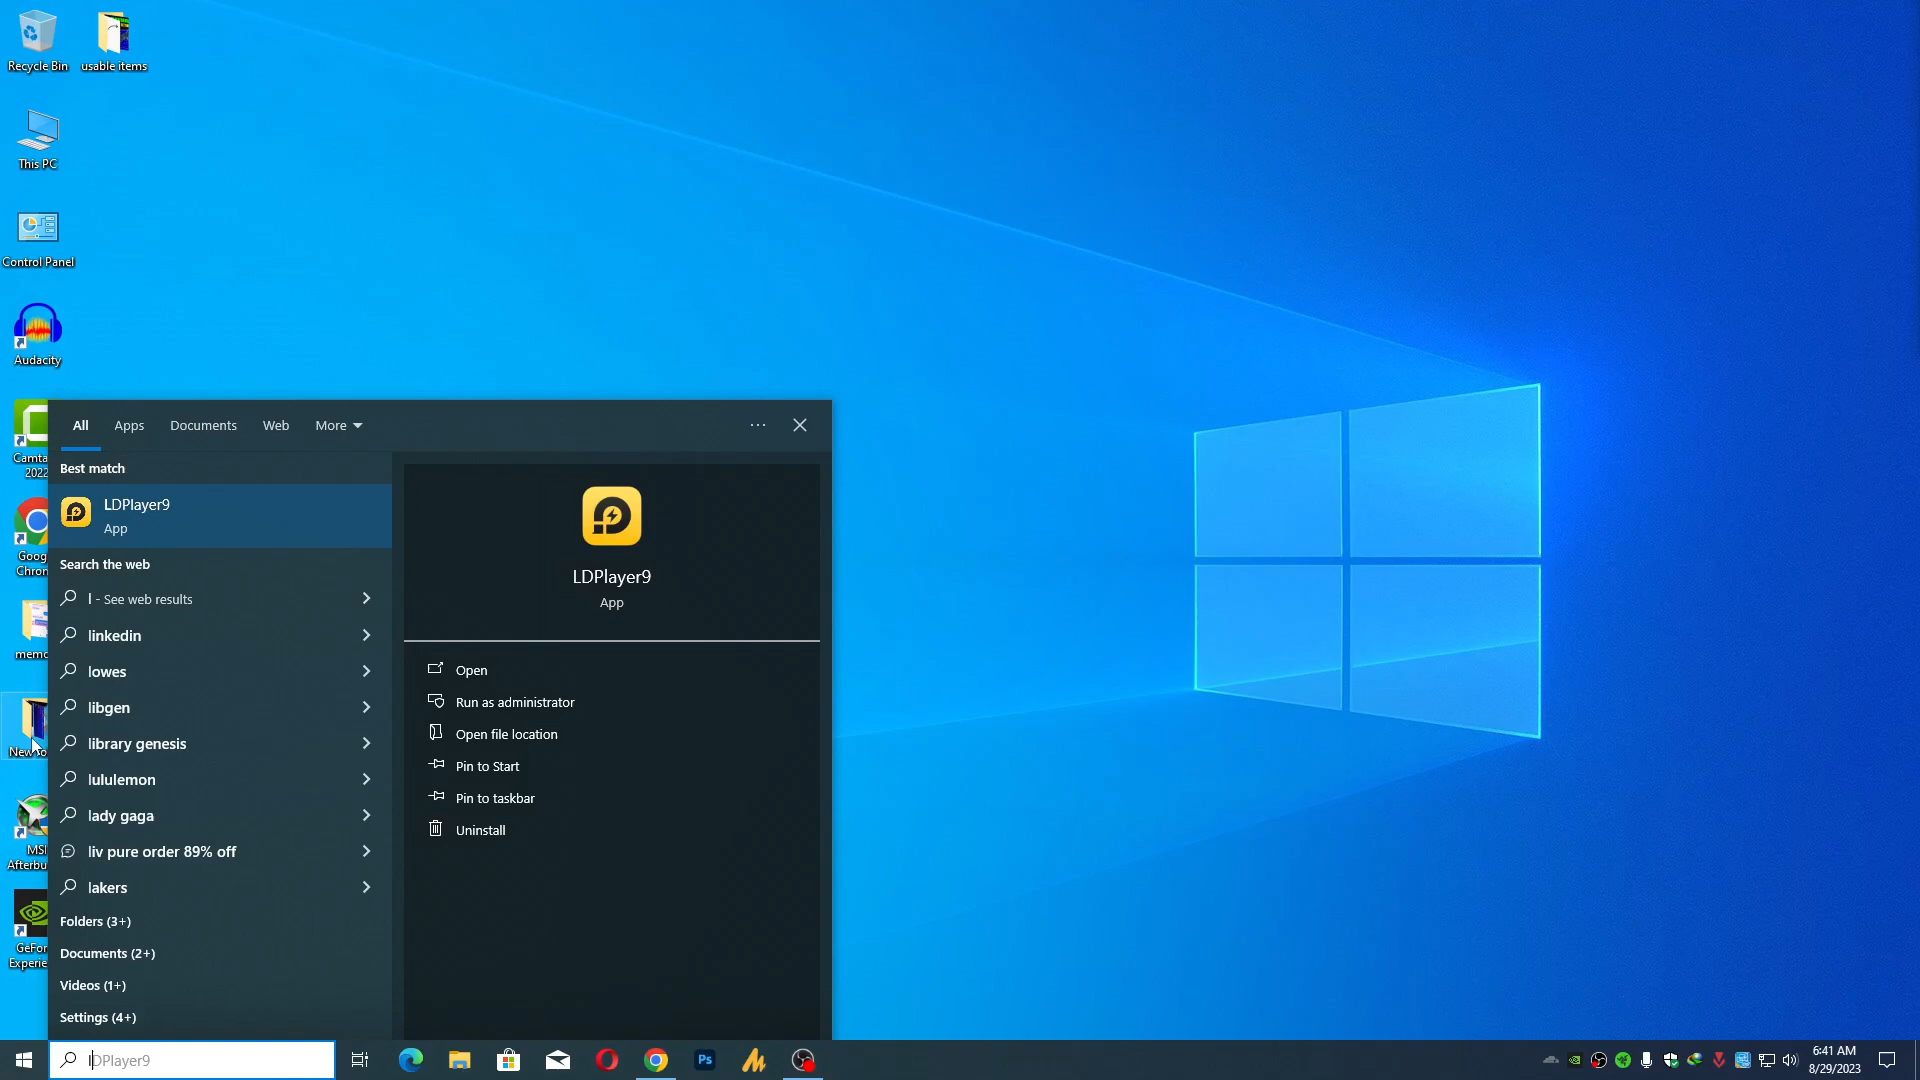 Recycle Bin
usable items
This PC
Control Panel
Audacity
Camta
2022
Goog
Chron
memo
New fo
MSI
Afterbu
GeFor
Experie
All
Apps
Documents
Web
More
Best match
LDPlayer9
App
Search the web
l - See web results
linkedin
lowes
libgen
library genesis
lululemon
lady gaga
liv pure order 89% off
lakers
Folders (3+)
Documents (2+)
Videos (1+)
Settings (4+)
LDPlayer9
App
Open
Run as administrator
Open file location
Pin to Start
Pin to taskbar
Uninstall
lDPlayer9
Ps
6:41 AM
8/29/2023